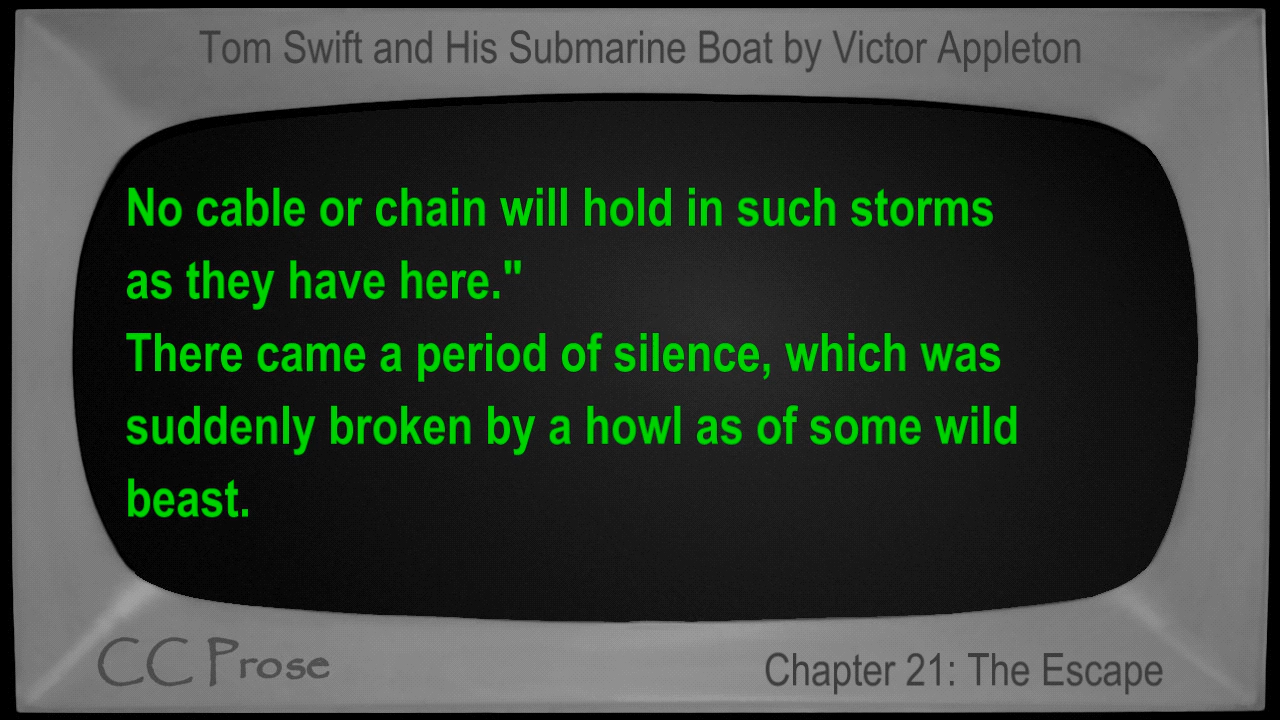 Tom Swift and His Submarine Boat by Victor Appleton
No cable or chain will hold in such storms
as they have here."
There came a period of silence, which was
suddenly broken by a howl as of some wild
beast.
CC Prose
Chapter 21: The Escape